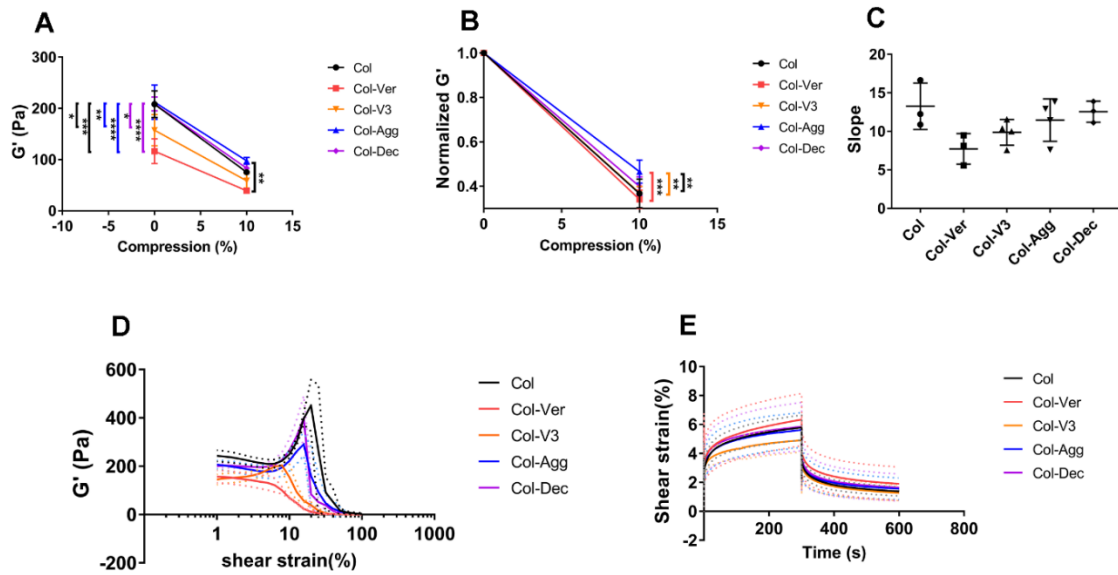 A
G' (Pa)
300
200
100
0
-10
-5
0
5
10
15
Compression (%)
*
***
**
****
*
****
**
Col
Col-Ver
Col-V3
Col-Agg
Col-Dec
B
Normalized G'
1.0
0.8
0.6
0.4
0
5
10
15
Compression (%)
***
**
**
Col
Col-Ver
Col-V3
Col-Agg
Col-Dec
C
Slope
20
15
10
5
0
Col
Col-Ver
Col-V3
Col-Agg
Col-Dec
D
G' (Pa)
600
400
200
0
-200
1
10
100
1000
shear strain(%)
Col
Col-Ver
Col-V3
Col-Agg
Col-Dec
E
Shear strain(%)
10
8
6
4
2
0
200
400
600
800
Time (s)
Col
Col-Ver
Col-V3
Col-Agg
Col-Dec